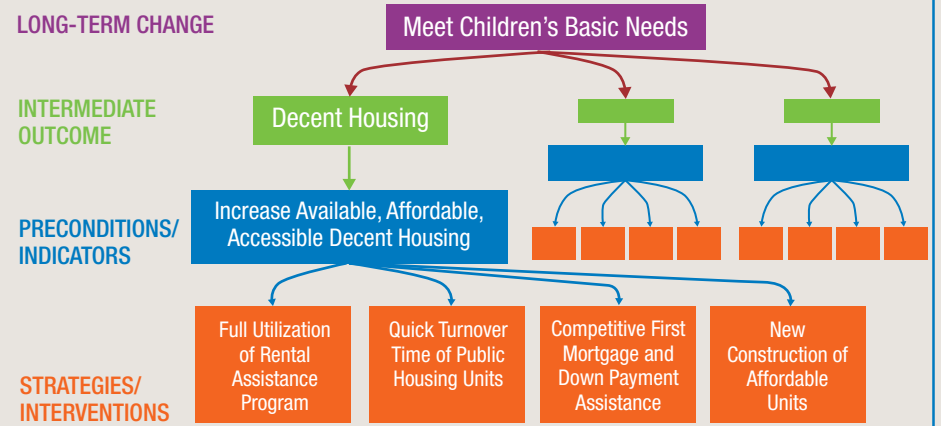 LONG-TERM CHANGE
Meet Children's Basic Needs
INTERMEDIATE
OUTCOME
Decent Housing
PRECONDITIONS/
INDICATORS
Increase Available, Affordable,
Accessible Decent Housing
STRATEGIES/
INTERVENTIONS
Full Utilization
of Rental
Assistance
Program
Quick Turnover
Time of Public
Housing Units
Competitive First
Mortgage and
Down Payment
Assistance
New
Construction of
Affordable
Units